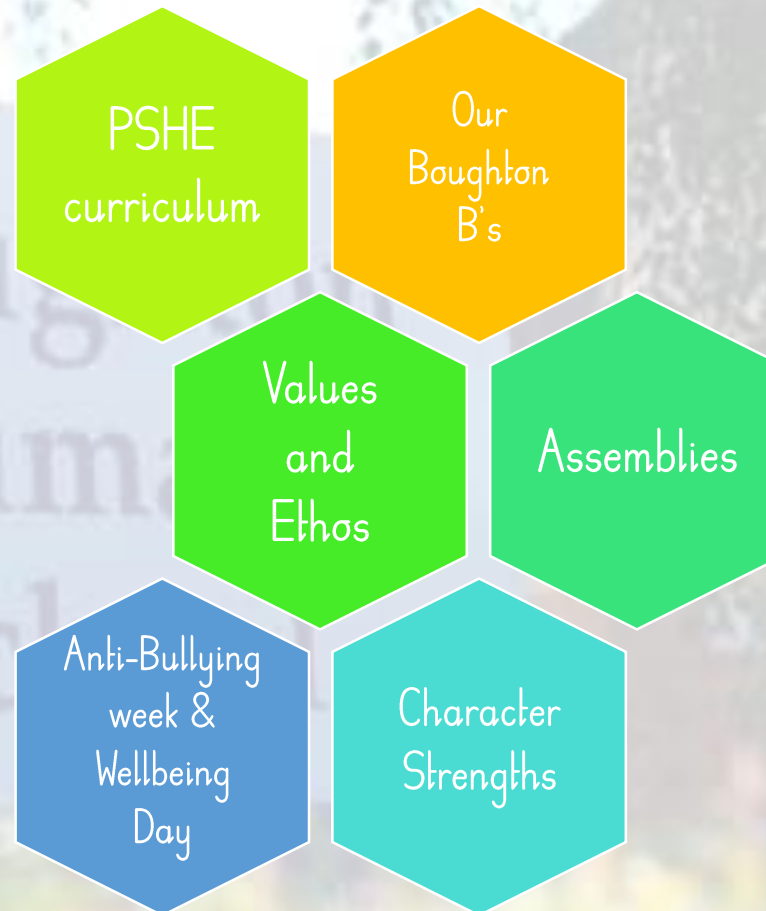 PSHE
curriculum
Our
Boughton
B's
Values
and
Ethos
Assemblies
Anti-Bullying
week &
Wellbeing
Day
Character
Strengths